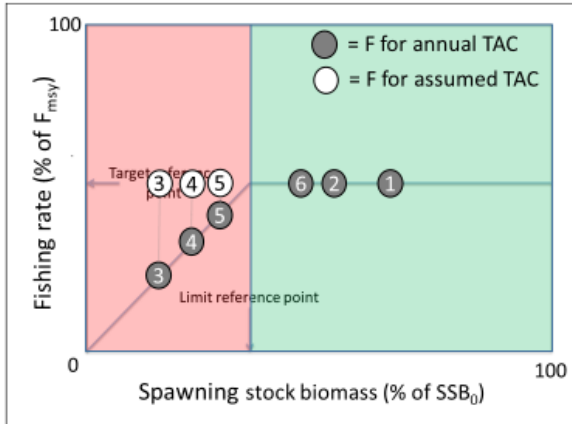 100
= F for annual TAC
= F for assumed TAC
Fishing rate (% of Fmsy)
Target reference
point
3 4 5
6 2 1
5
4
3
Limit reference point
0
100
Spawning stock biomass (% of SSB0)